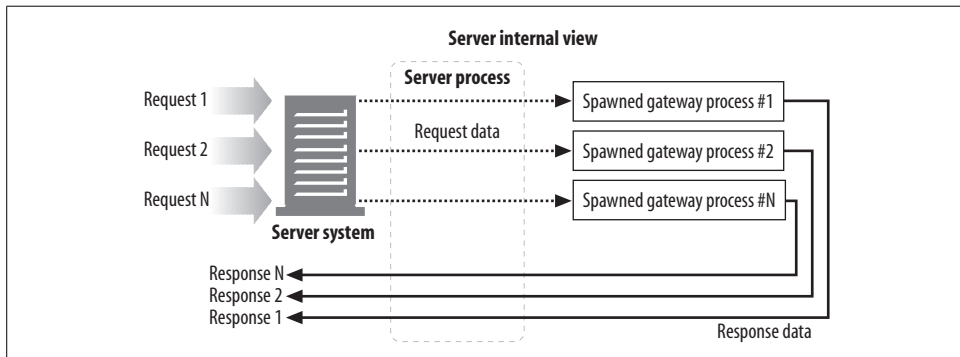 Server internal view
Server process
Request 1
Spawned gateway process #1
Request data
Request 2
Spawned gateway process #2
Request N
Spawned gateway process #N
Server system
Response N
Response 2
Response 1
Response data